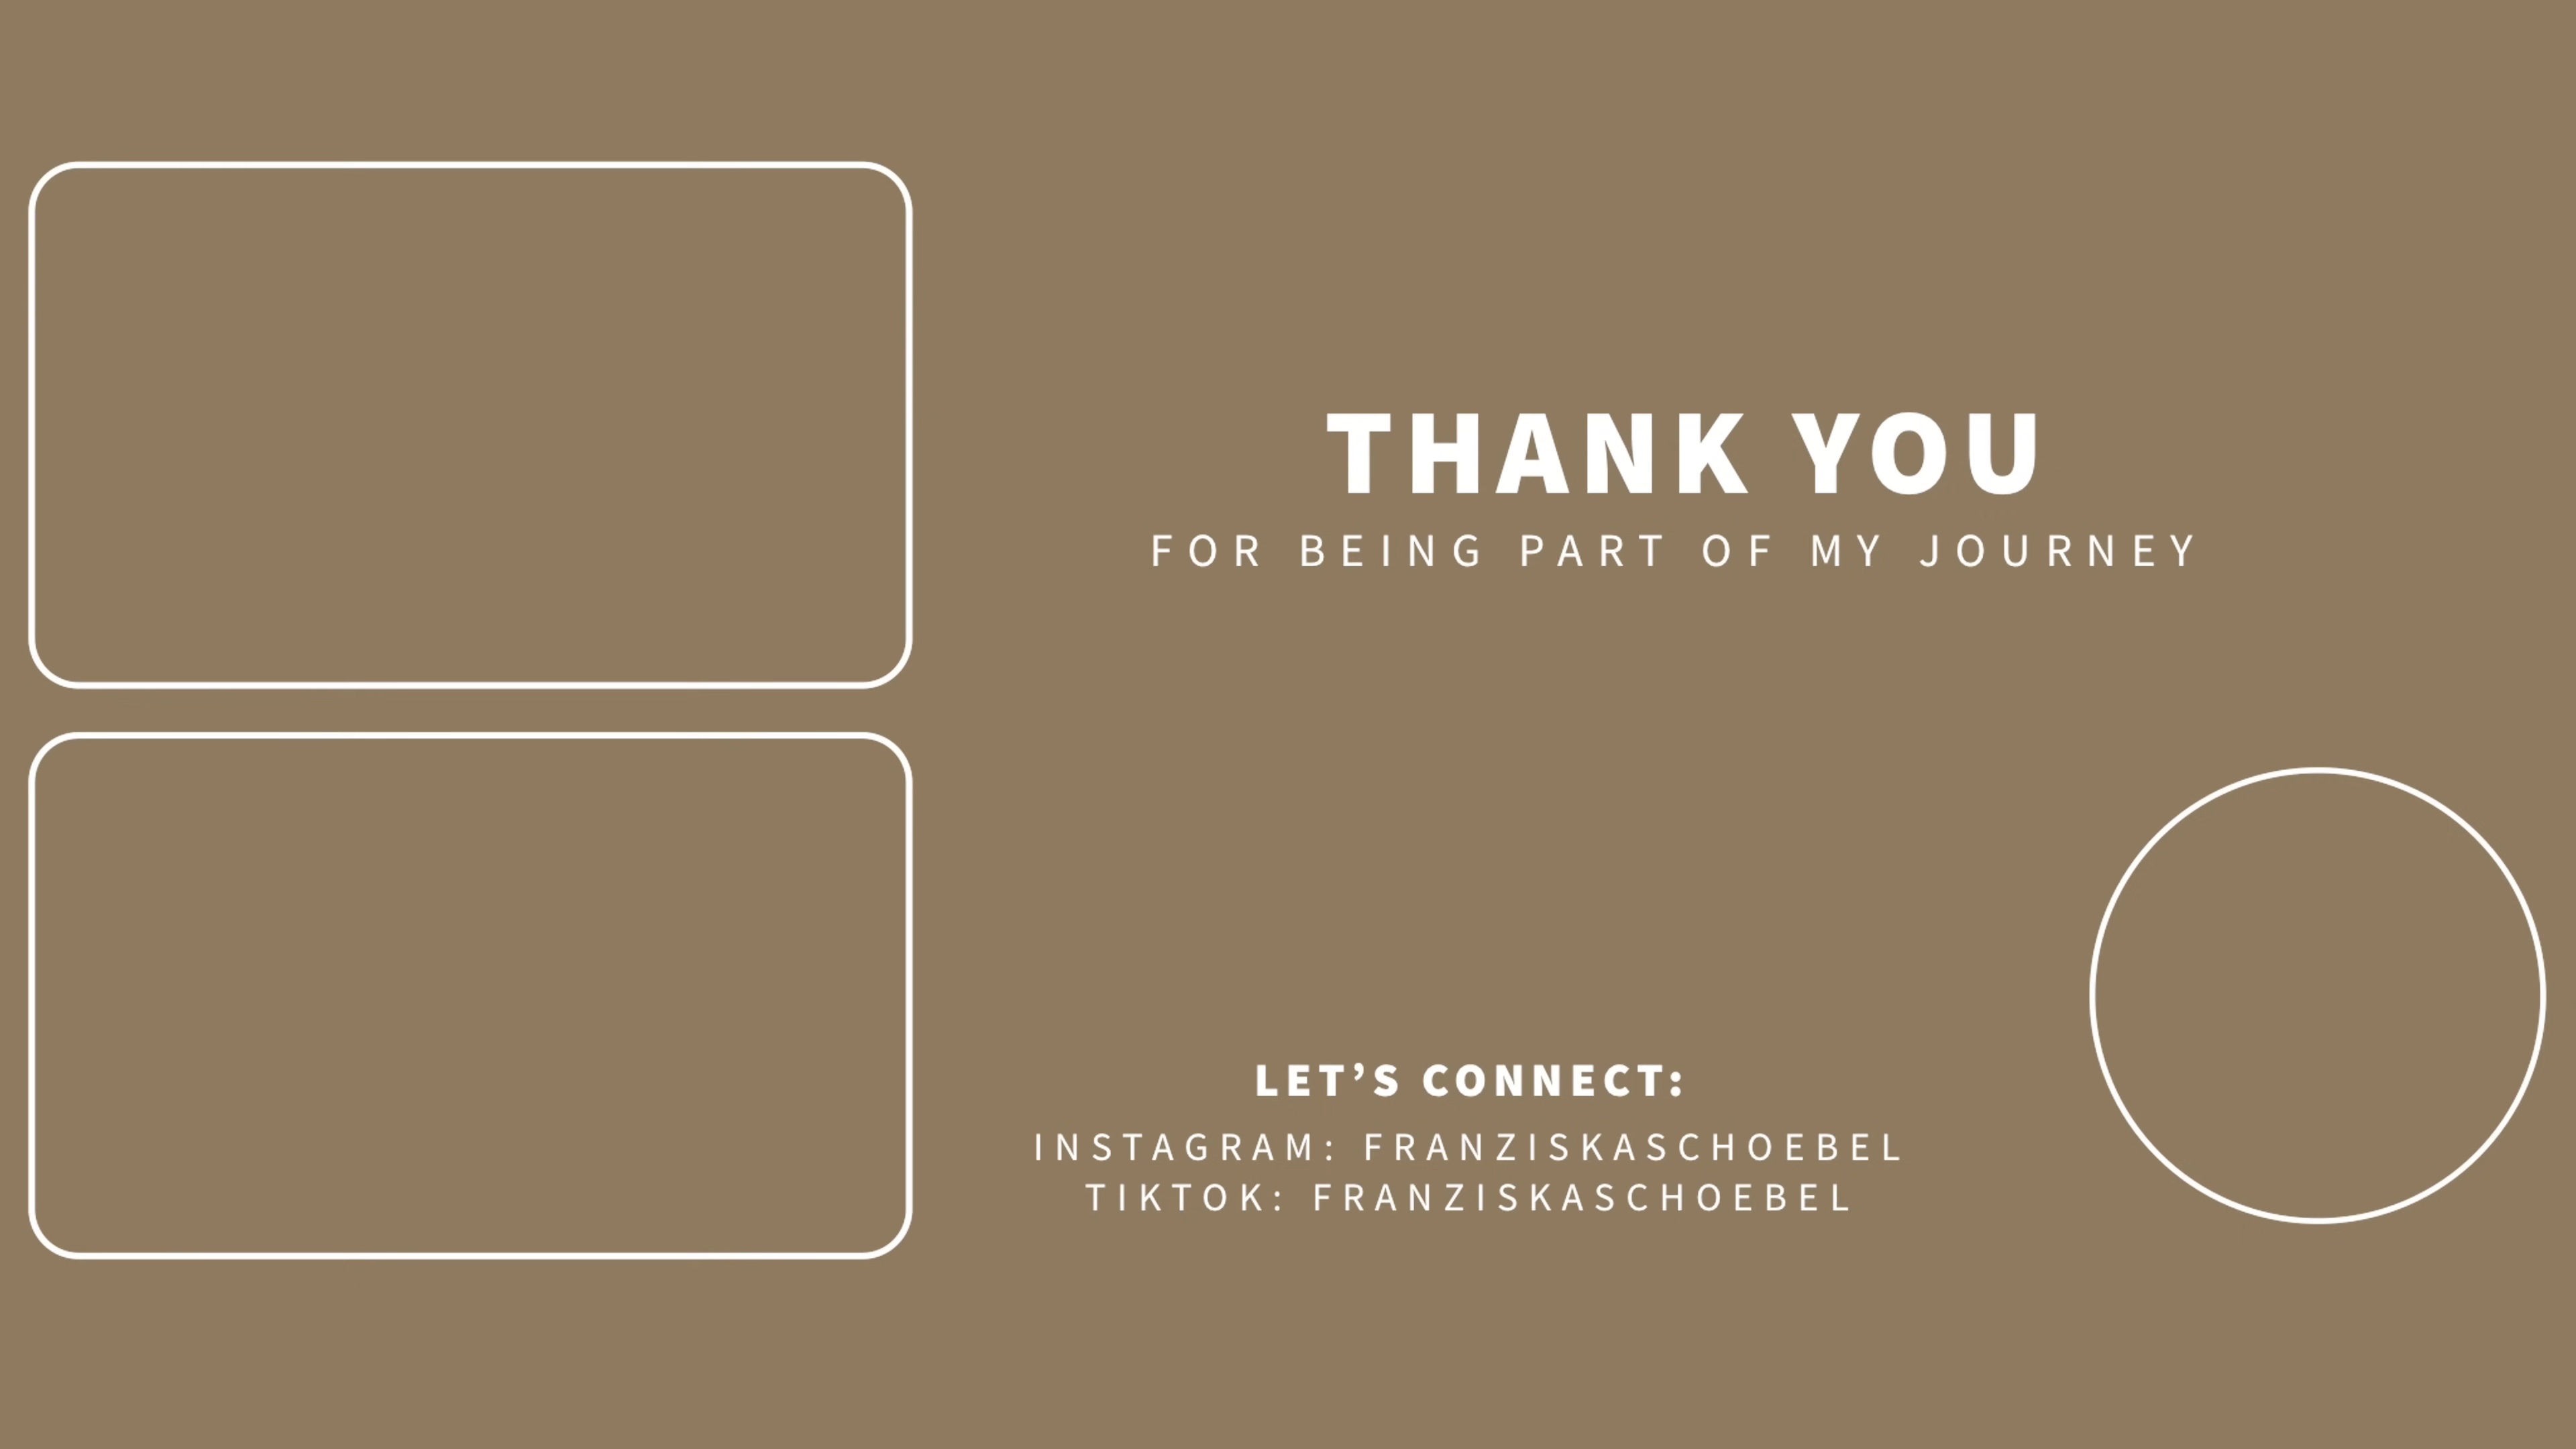 THANK YOU
FOR BEING PART OF MY JOURNEY
LET’S CONNECT:
INSTAGRAM: FRANZISKASCHOEBEL
TIKTOK: FRANZISKASCHOEBEL